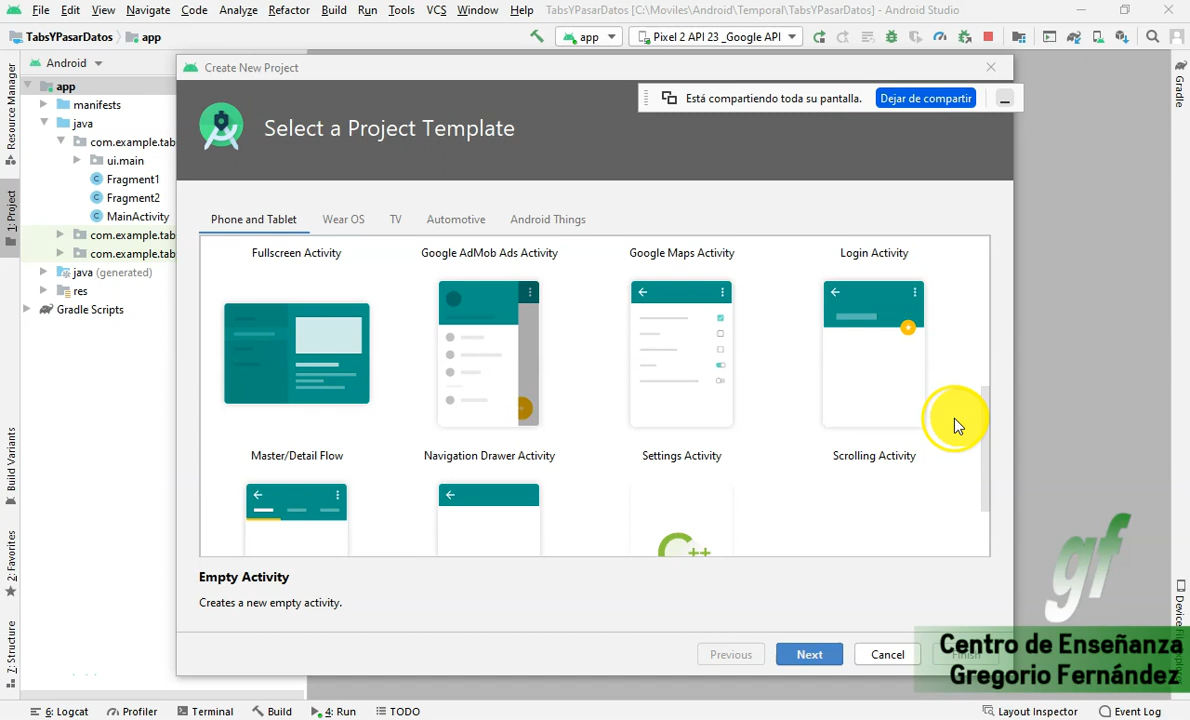 File Edit View Navigate Code Analyze Refactor Build Run Tools VCS Window Help TabsYPasarDatos [C:\Moviles\Android\Temporal\TabsYPasarDatos] - Android Studio
TabsYPasarDatos app
app
Pixel 2 API 23 _Google API
Android
app
manifests
java
com.example.tab
ui.main
Fragment1
Fragment2
MainActivity
com.example.tab
com.example.tab
java (generated)
res
Gradle Scripts
Resource Manager
1: Project
Build Variants
2: Favorites
7: Structure
Create New Project
Está compartiendo toda su pantalla.
Dejar de compartir
Select a Project Template
Phone and Tablet
Wear OS
TV
Automotive
Android Things
Fullscreen Activity
Google AdMob Ads Activity
Google Maps Activity
Login Activity
Master/Detail Flow
Navigation Drawer Activity
Settings Activity
Scrolling Activity
C++
Empty Activity
Creates a new empty activity.
Previous
Next
Cancel
Gradle
gf
Centro de Enseñanza
Gregorio Fernández
6: Logcat
Profiler
Terminal
Build
4: Run
TODO
Layout Inspector
Event Log